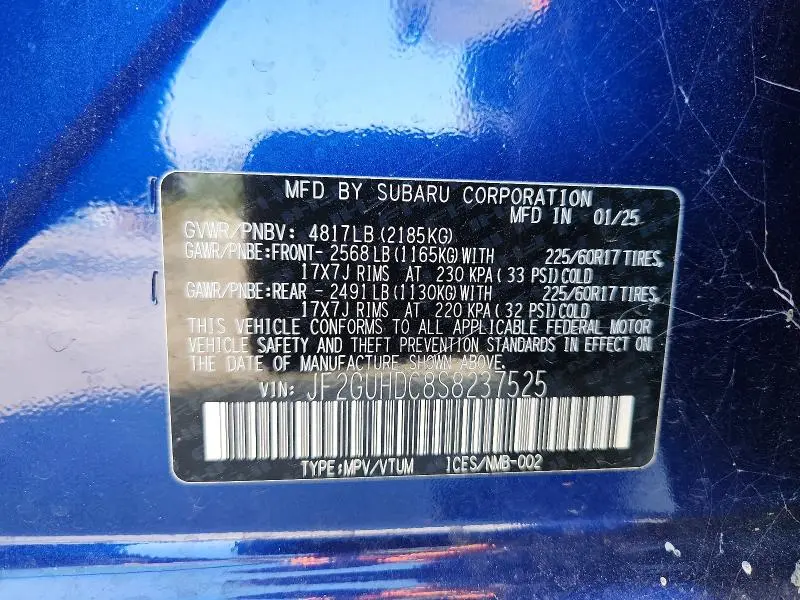 MFD BY SUBARU CORPORATION
MFD IN 01/25
GVWR/PNBV: 4817LB (2185KG)
GAWR/PNBE:FRONT- 2568 LB (1165KG) WITH 225/60R17 TIRES,
17X7J RIMS AT 230 KPA (33 PSI) COLD
GAWR/PNBE:REAR - 2491 LB (1130KG) WITH 225/60R17 TIRES,
17X7J RIMS AT 220 KPA (32 PSI) COLD
THIS VEHICLE CONFORMS TO ALL APPLICABLE FEDERAL MOTOR
VEHICLE SAFETY AND THEFT PREVENTION STANDARDS IN EFFECT ON
THE DATE OF MANUFACTURE SHOWN ABOVE.
VIN: JF2GUHDC8S8237525
TYPE:MPV/VTUM ICES/NMB-002